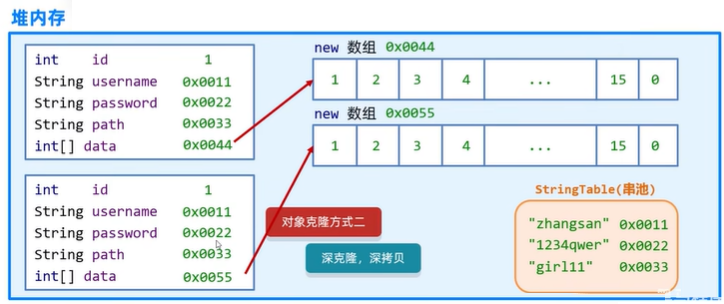 堆内存
int id 1
String username 0x0011
String password 0x0022
String path 0x0033
int[] data 0x0044
new 数组 0x0044
1 2 3 4 ... 15 0
new 数组 0x0055
1 2 3 4 ... 15 0
int id 1
String username 0x0011
String password 0x0022
String path 0x0033
int[] data 0x0055
对象克隆方式二
深克隆，深拷贝
StringTable(串池)
"zhangsan" 0x0011
"1234qwer" 0x0022
"girl11" 0x0033